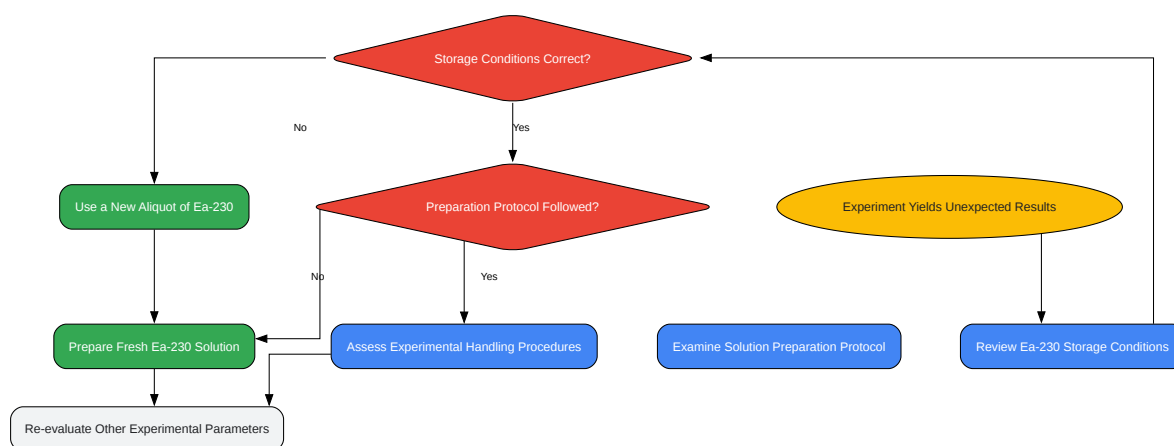 Storage Conditions Correct?
No
Yes
Use a New Aliquot of Ea-230
Preparation Protocol Followed?
Experiment Yields Unexpected Results
No
Yes
Prepare Fresh Ea-230 Solution
Assess Experimental Handling Procedures
Examine Solution Preparation Protocol
Review Ea-230 Storage Conditions
Re-evaluate Other Experimental Parameters